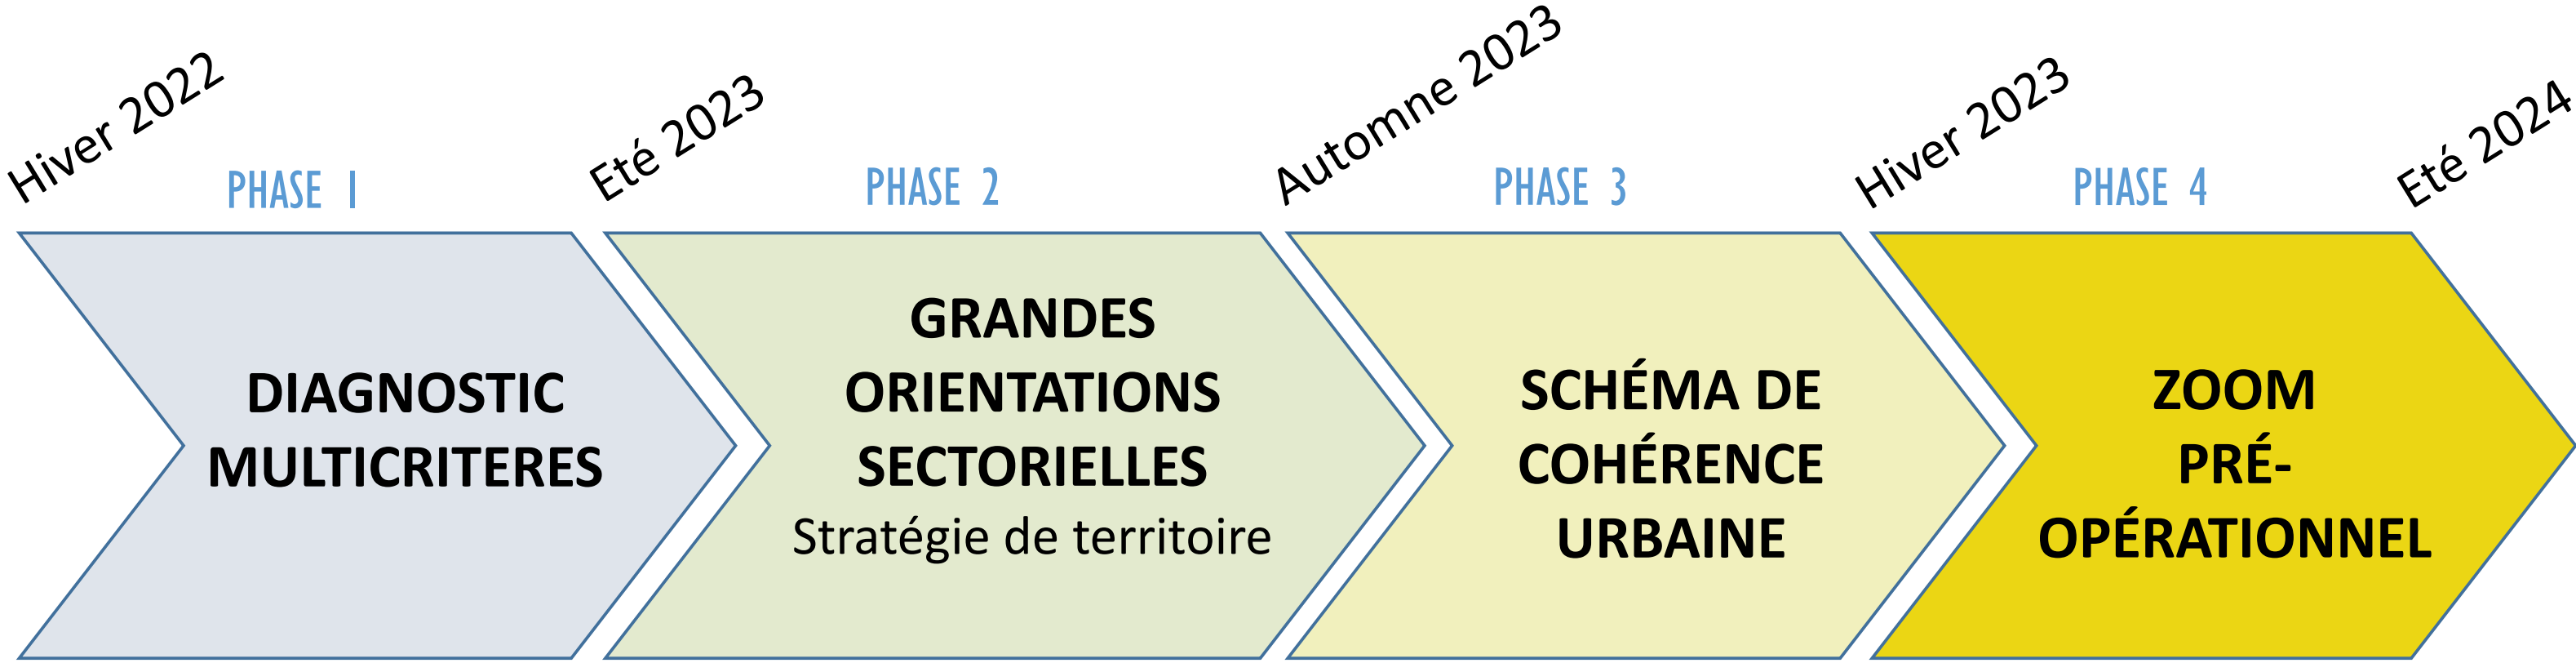 Hiver 2022
Eté 2023
Automne 2023
Hiver 2023
Eté 2024
PHASE 1
PHASE 2
PHASE 3
PHASE 4
DIAGNOSTIC
MULTICRITERES
GRANDES
ORIENTATIONS
SECTORIELLES
Stratégie de territoire
SCHÉMA DE
COHÉRENCE
URBAINE
ZOOM
PRÉ-
OPÉRATIONNEL